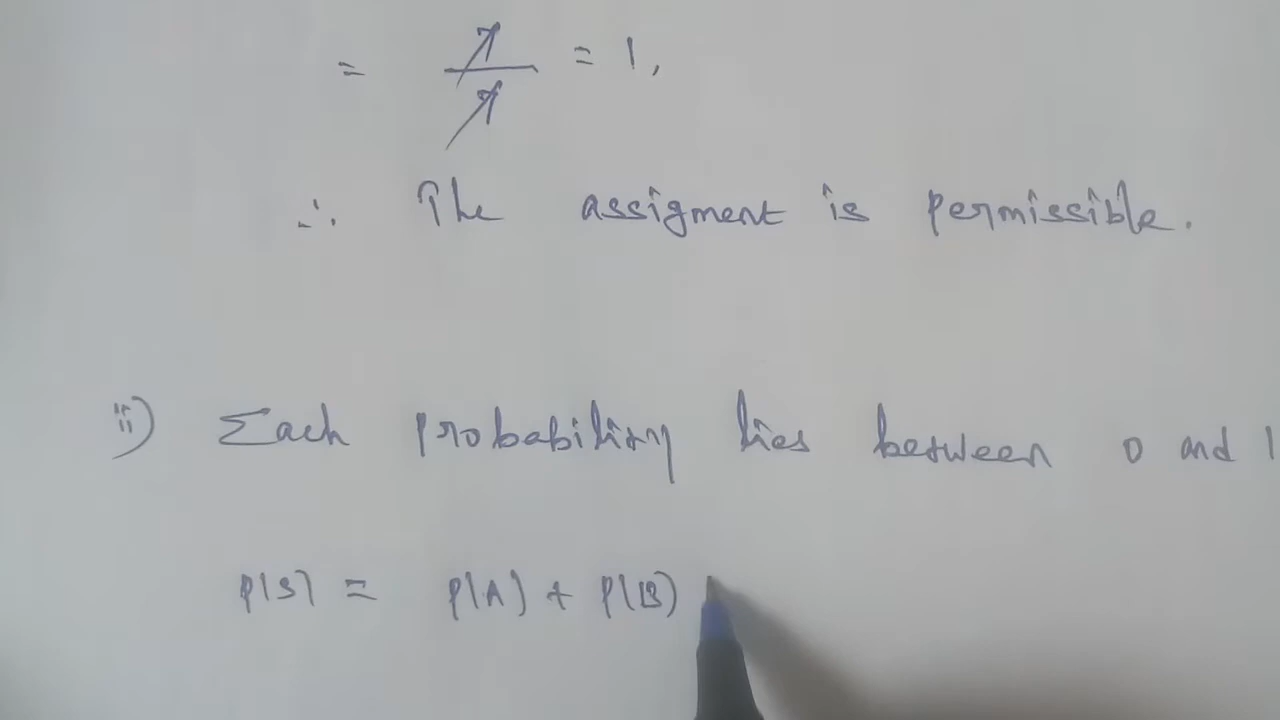 = 7/7 = 1,
∴ The assigment is permissible.
ii) Each probability lies between 0 and 1
P(S) = P(A) + P(B)